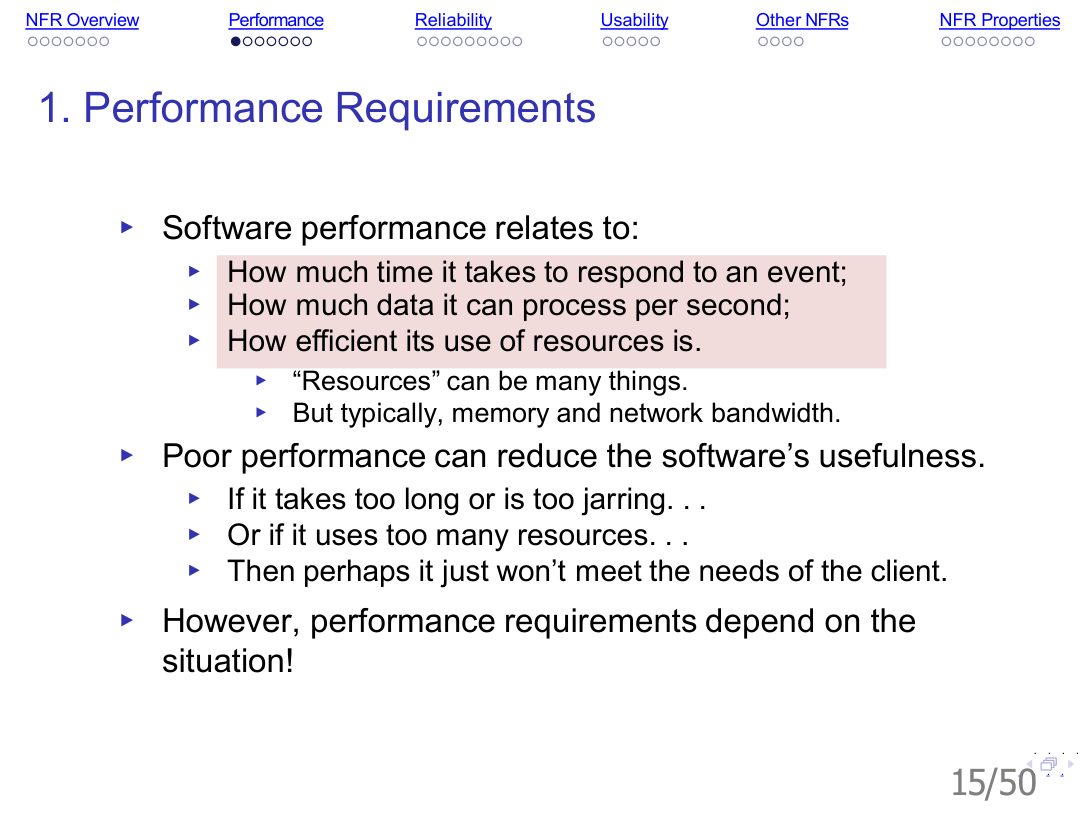 NFR Overview Performance Reliability Usability Other NFRs NFR Properties
1. Performance Requirements
Software performance relates to:
How much time it takes to respond to an event;
How much data it can process per second;
How efficient its use of resources is.
“Resources” can be many things.
But typically, memory and network bandwidth.
Poor performance can reduce the software’s usefulness.
If it takes too long or is too jarring. . .
Or if it uses too many resources. . .
Then perhaps it just won’t meet the needs of the client.
However, performance requirements depend on the
situation!
15/50